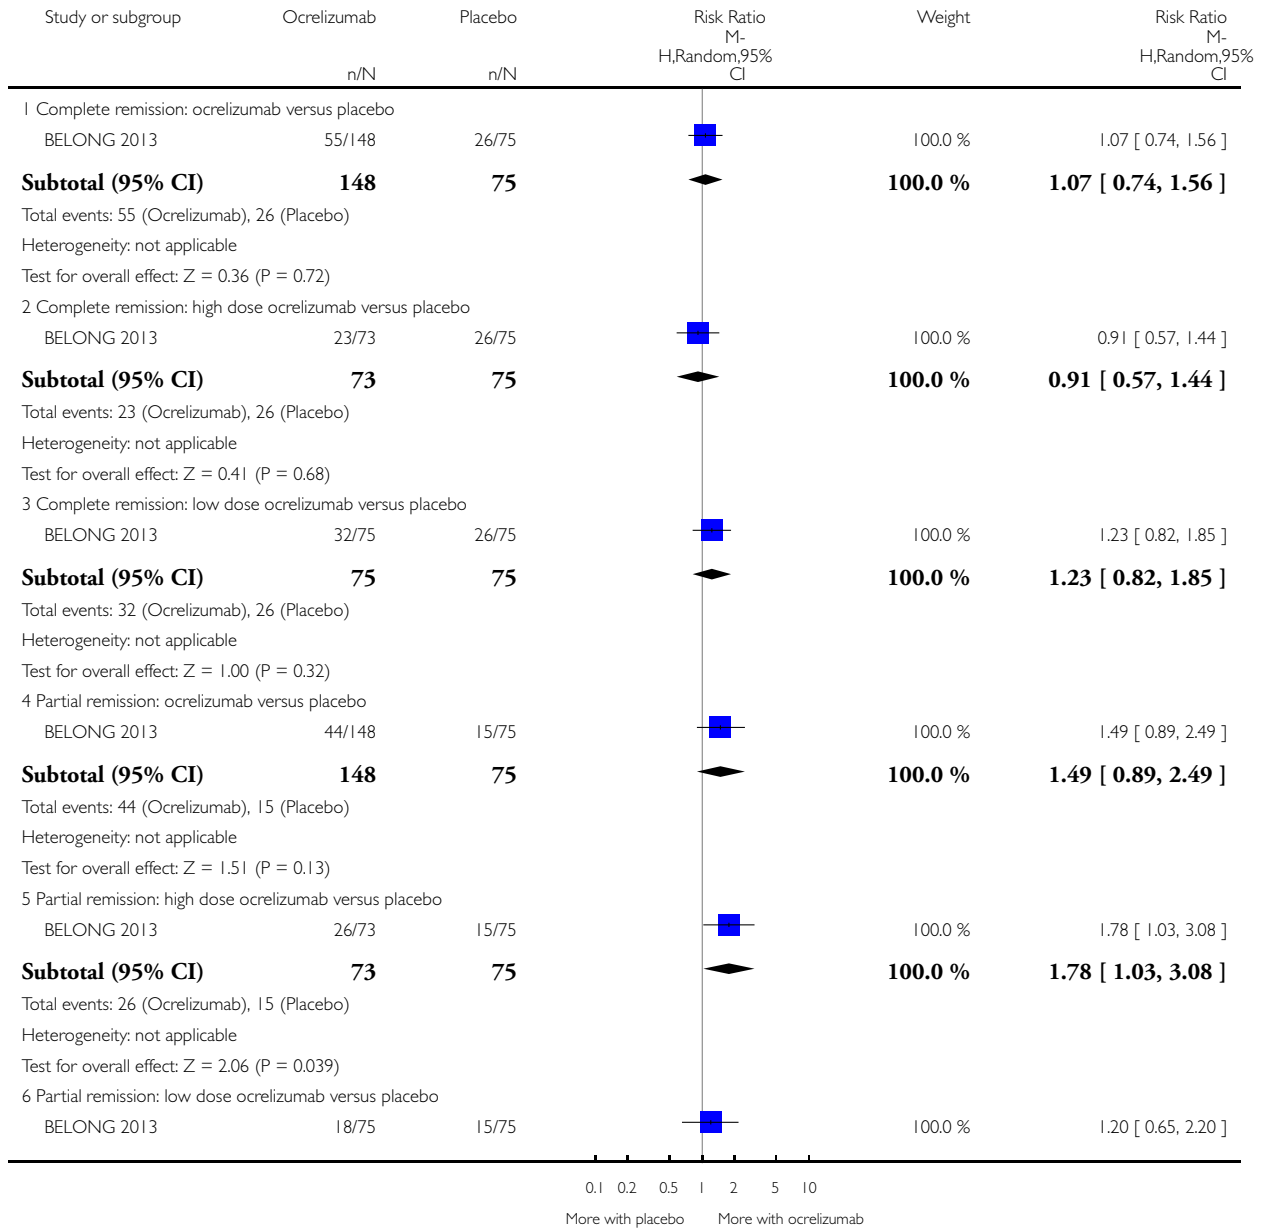 Study or subgroup Ocrelizumab Placebo Risk Ratio Weight Risk Ratio
M- M-
H,Random,95% H,Random,95%
n/N n/N CI CI
1 Complete remission: ocrelizumab versus placebo
BELONG 2013 55/148 26/75 100.0 % 1.07 [ 0.74, 1.56 ]
Subtotal (95% CI) 148 75 100.0 % 1.07 [ 0.74, 1.56 ]
Total events: 55 (Ocrelizumab), 26 (Placebo)
Heterogeneity: not applicable
Test for overall effect: Z = 0.36 (P = 0.72)
2 Complete remission: high dose ocrelizumab versus placebo
BELONG 2013 23/73 26/75 100.0 % 0.91 [ 0.57, 1.44 ]
Subtotal (95% CI) 73 75 100.0 % 0.91 [ 0.57, 1.44 ]
Total events: 23 (Ocrelizumab), 26 (Placebo)
Heterogeneity: not applicable
Test for overall effect: Z = 0.41 (P = 0.68)
3 Complete remission: low dose ocrelizumab versus placebo
BELONG 2013 32/75 26/75 100.0 % 1.23 [ 0.82, 1.85 ]
Subtotal (95% CI) 75 75 100.0 % 1.23 [ 0.82, 1.85 ]
Total events: 32 (Ocrelizumab), 26 (Placebo)
Heterogeneity: not applicable
Test for overall effect: Z = 1.00 (P = 0.32)
4 Partial remission: ocrelizumab versus placebo
BELONG 2013 44/148 15/75 100.0 % 1.49 [ 0.89, 2.49 ]
Subtotal (95% CI) 148 75 100.0 % 1.49 [ 0.89, 2.49 ]
Total events: 44 (Ocrelizumab), 15 (Placebo)
Heterogeneity: not applicable
Test for overall effect: Z = 1.51 (P = 0.13)
5 Partial remission: high dose ocrelizumab versus placebo
BELONG 2013 26/73 15/75 100.0 % 1.78 [ 1.03, 3.08 ]
Subtotal (95% CI) 73 75 100.0 % 1.78 [ 1.03, 3.08 ]
Total events: 26 (Ocrelizumab), 15 (Placebo)
Heterogeneity: not applicable
Test for overall effect: Z = 2.06 (P = 0.039)
6 Partial remission: low dose ocrelizumab versus placebo
BELONG 2013 18/75 15/75 100.0 % 1.20 [ 0.65, 2.20 ]
0.1 0.2 0.5 1 2 5 10
More with placebo More with ocrelizumab